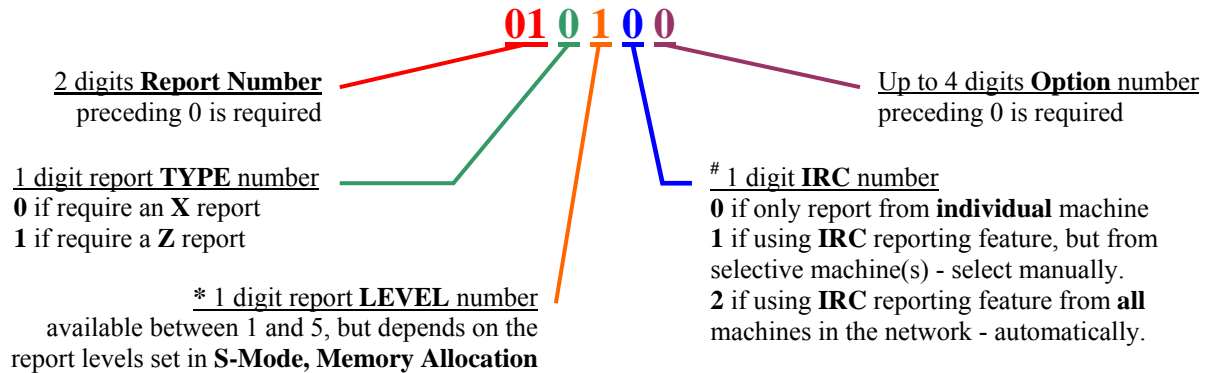 01 0 1 0 0
2 digits Report Number
preceding 0 is required
Up to 4 digits Option number
preceding 0 is required
1 digit report TYPE number
0 if require an X report
1 if require a Z report
# 1 digit IRC number
0 if only report from individual machine
1 if using IRC reporting feature, but from
selective machine(s) - select manually.
2 if using IRC reporting feature from all
machines in the network - automatically.
* 1 digit report LEVEL number
available between 1 and 5, but depends on the
report levels set in S-Mode, Memory Allocation